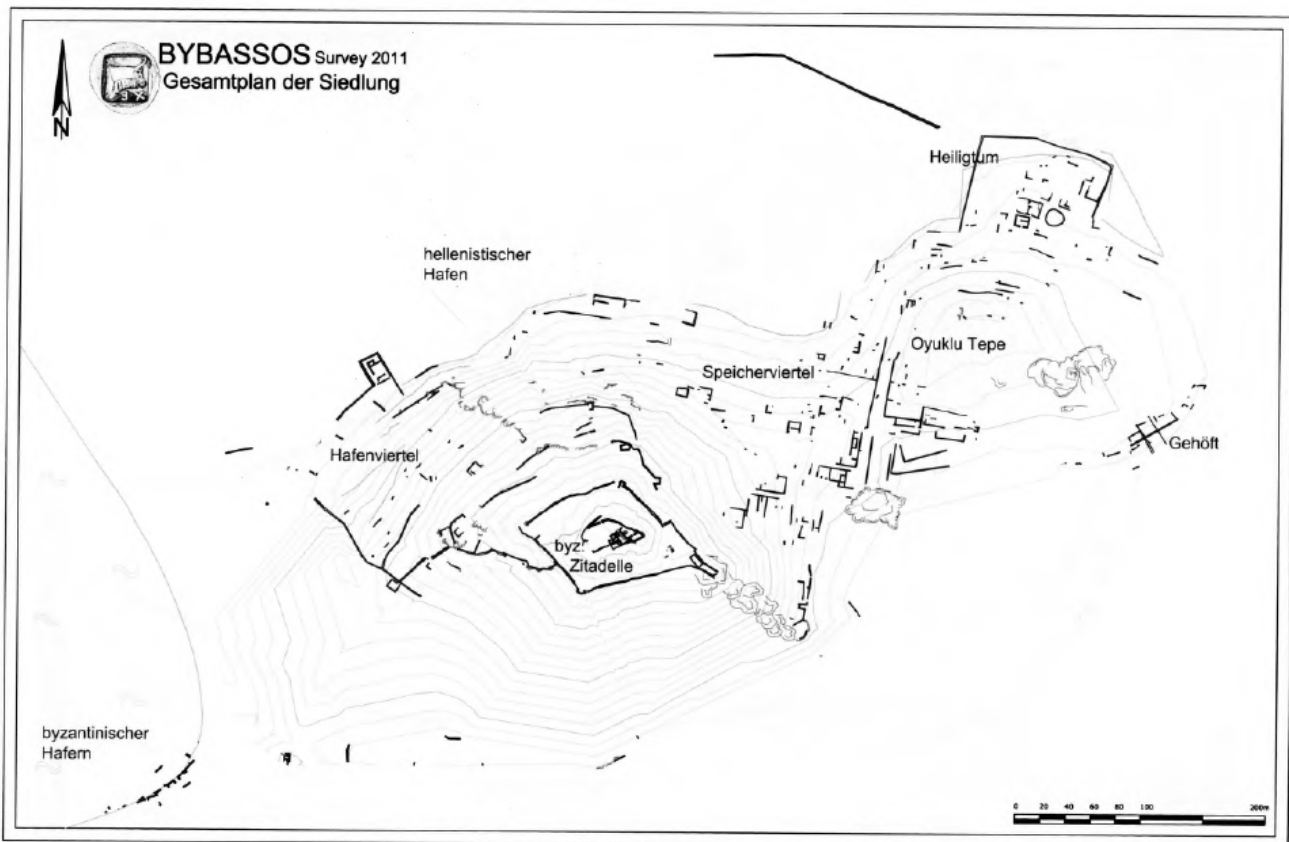 BYBASSOS Survey 2011
Gesamtplan der Siedlung
N
Heiligtum
hellenistischer
Hafen
Oyuklu Tepe
Speicherviertel
Gehöft
Hafenviertel
byz.
Zitadelle
byzantinischer
Hafem
0 20 40 60 80 100 200m